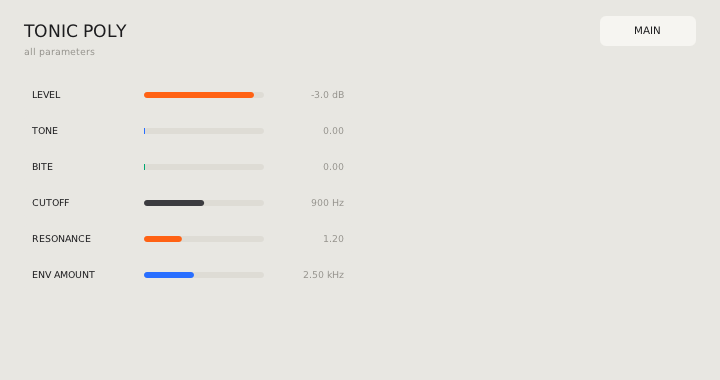 TONIC POLY
MAIN
all parameters
LEVEL -3.0 dB
TONE 0.00
BITE 0.00
CUTOFF 900 Hz
RESONANCE 1.20
ENV AMOUNT 2.50 kHz